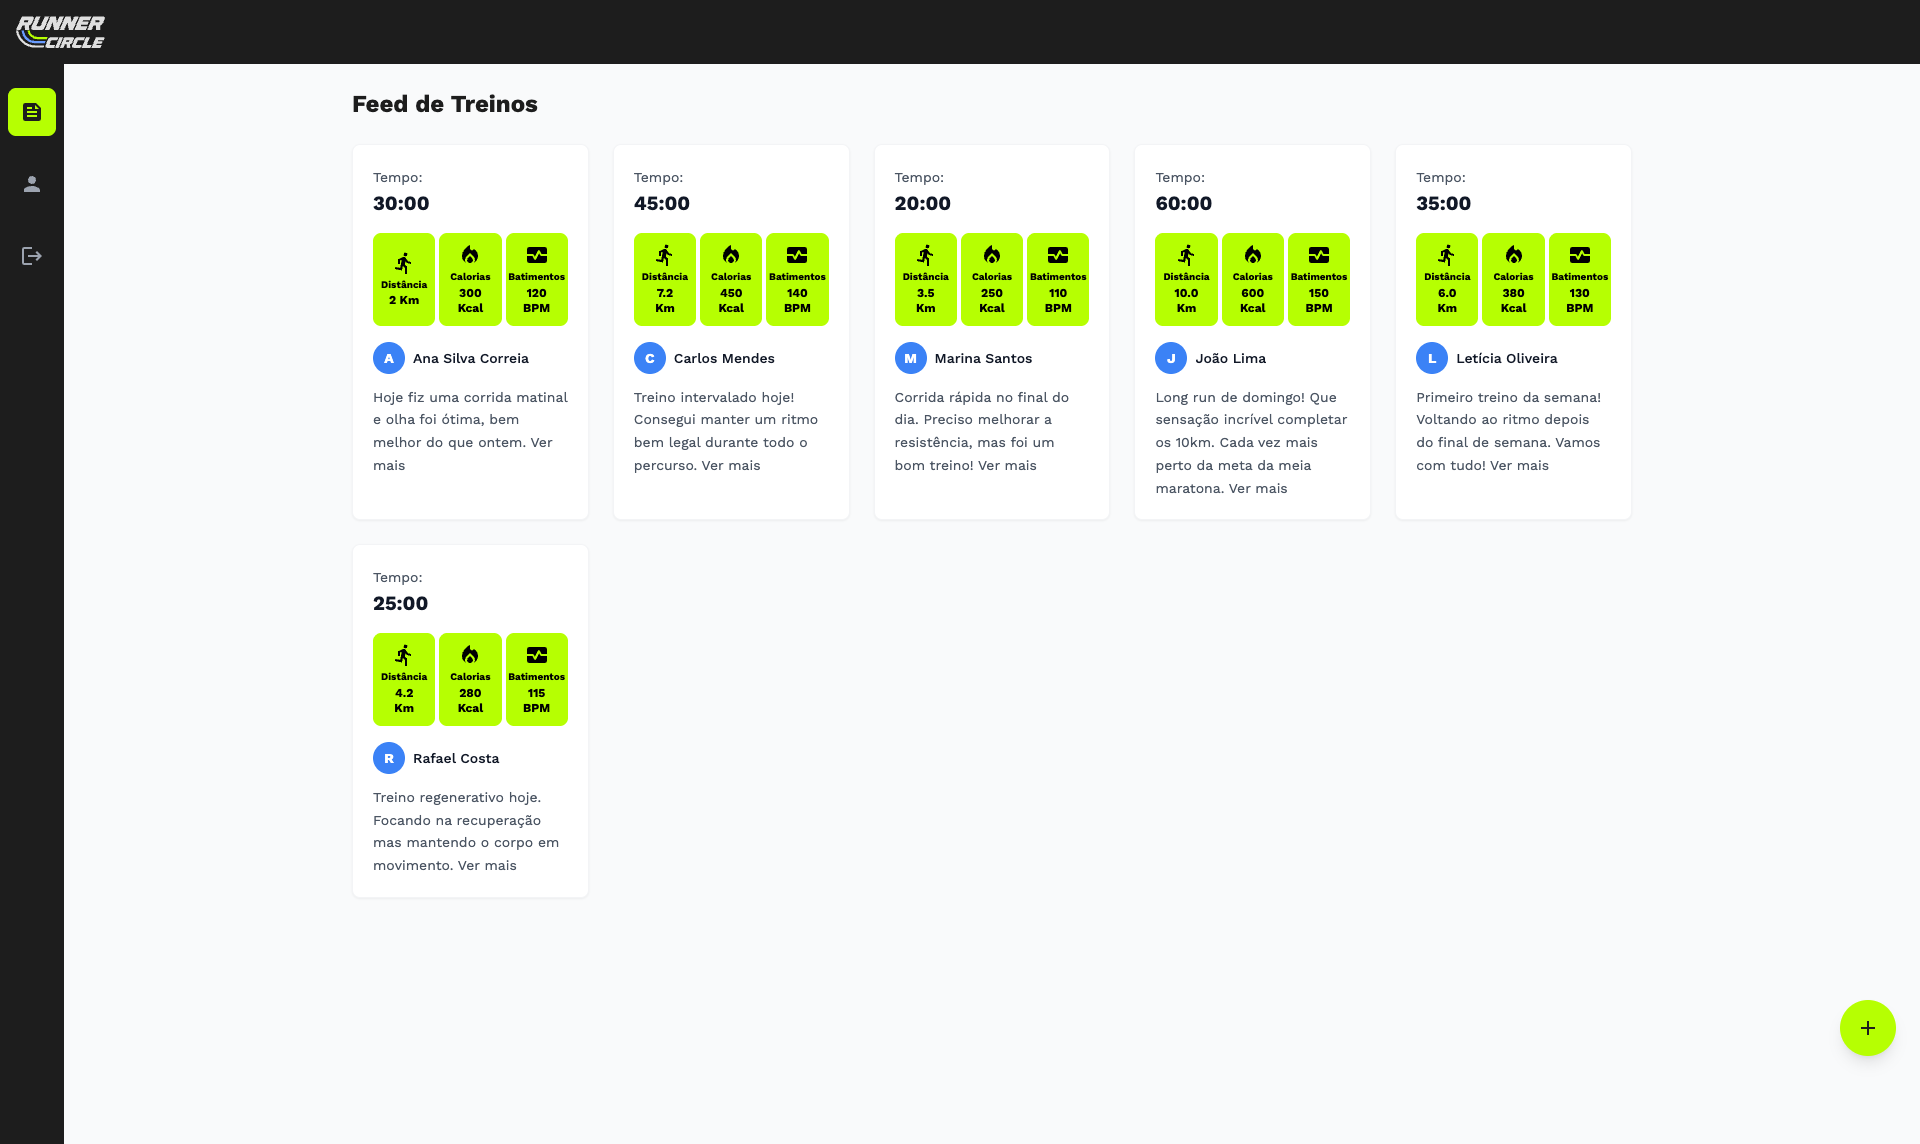 RUNNER
CIRCLE
Feed de Treinos
Tempo:
30:00
Distância
2 Km
Calorias
300
Kcal
Batimentos
120
BPM
A
Ana Silva Correia
Hoje fiz uma corrida matinal
e olha foi ótima, bem
melhor do que ontem. Ver
mais
Tempo:
45:00
Distância
7.2
Km
Calorias
450
Kcal
Batimentos
140
BPM
C
Carlos Mendes
Treino intervalado hoje!
Consegui manter um ritmo
bem legal durante todo o
percurso. Ver mais
Tempo:
20:00
Distância
3.5
Km
Calorias
250
Kcal
Batimentos
110
BPM
M
Marina Santos
Corrida rápida no final do
dia. Preciso melhorar a
resistência, mas foi um
bom treino! Ver mais
Tempo:
60:00
Distância
10.0
Km
Calorias
600
Kcal
Batimentos
150
BPM
J
João Lima
Long run de domingo! Que
sensação incrível completar
os 10km. Cada vez mais
perto da meta da meia
maratona. Ver mais
Tempo:
35:00
Distância
6.0
Km
Calorias
380
Kcal
Batimentos
130
BPM
L
Letícia Oliveira
Primeiro treino da semana!
Voltando ao ritmo depois
do final de semana. Vamos
com tudo! Ver mais
Tempo:
25:00
Distância
4.2
Km
Calorias
280
Kcal
Batimentos
115
BPM
R
Rafael Costa
Treino regenerativo hoje.
Focando na recuperação
mas mantendo o corpo em
movimento. Ver mais